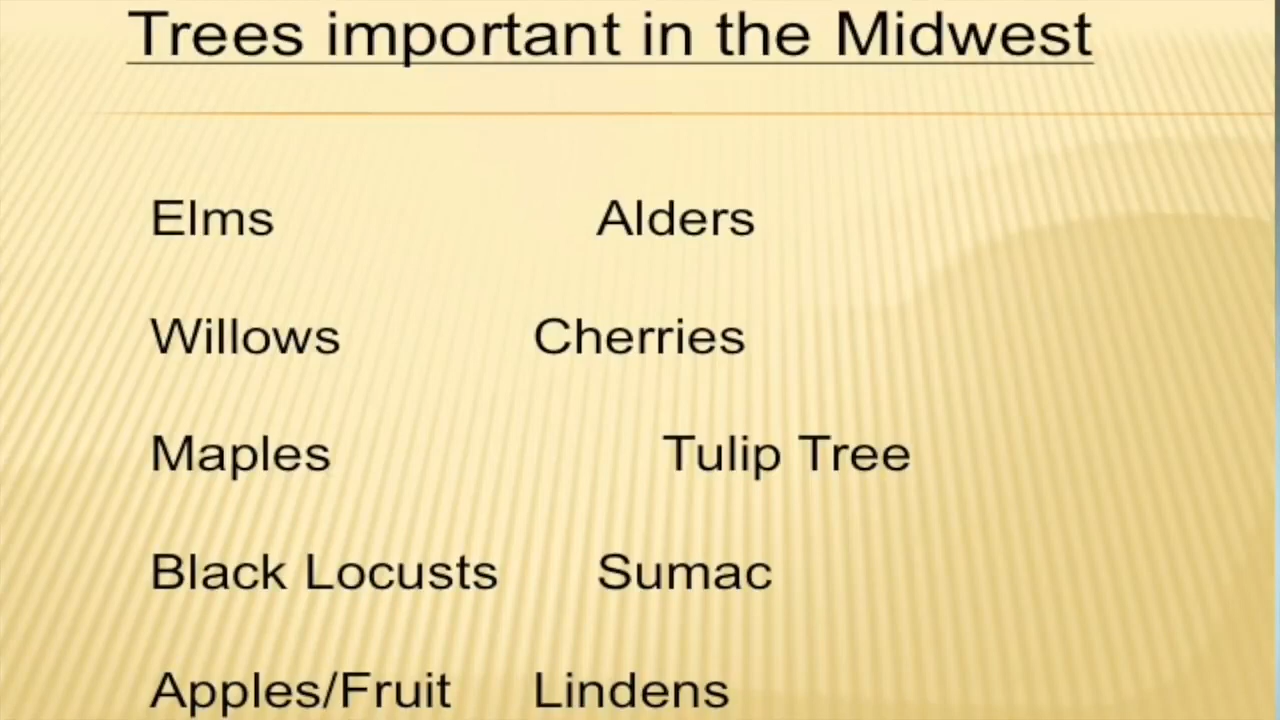 Trees important in the Midwest
Elms Alders
Willows Cherries
Maples Tulip Tree
Black Locusts Sumac
Apples/Fruit Lindens